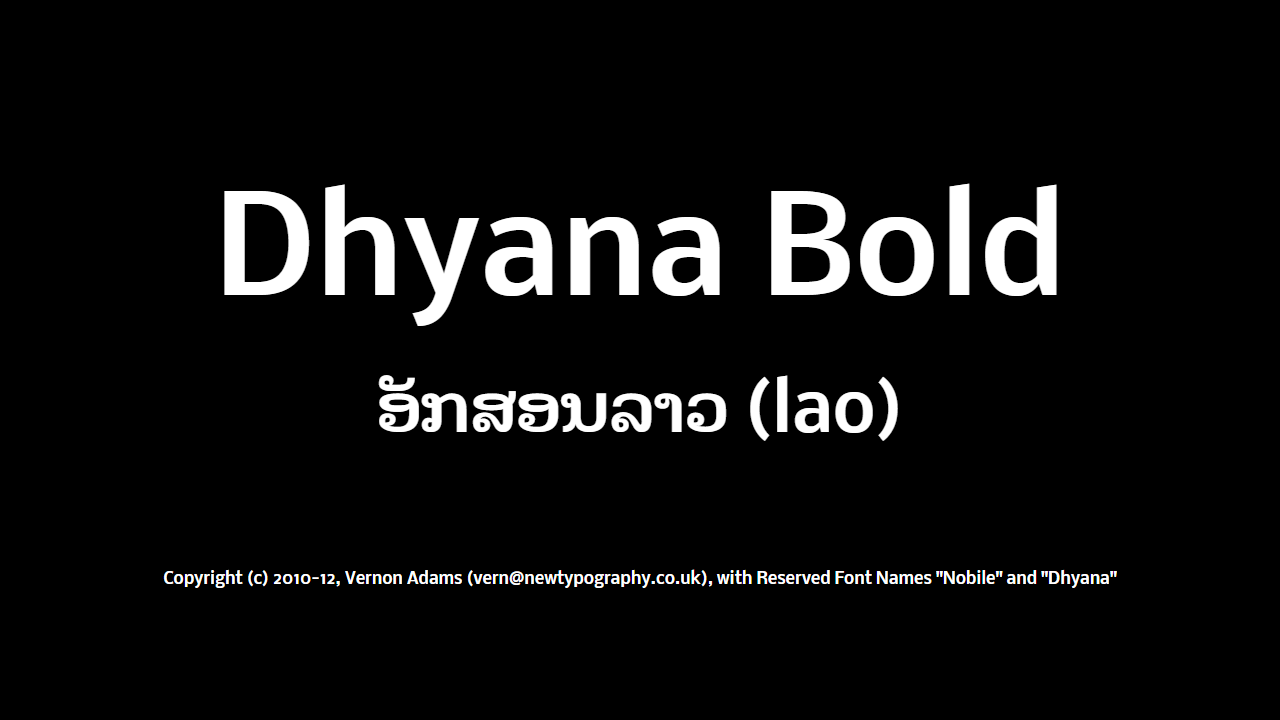 Dhyana Bold
ອັກສອນລາວ (lao)
Copyright (c) 2010-12, Vernon Adams (vern@newtypography.co.uk), with Reserved Font Names "Nobile" and "Dhyana"